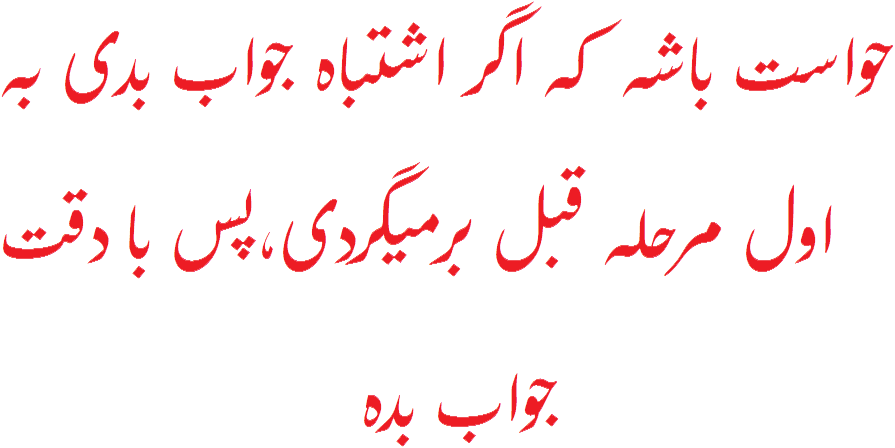 حواست باشه که اگر اشتباه جواب بدی به
اول مرحله قبل برمیگردی،پس با دقت
جواب بده